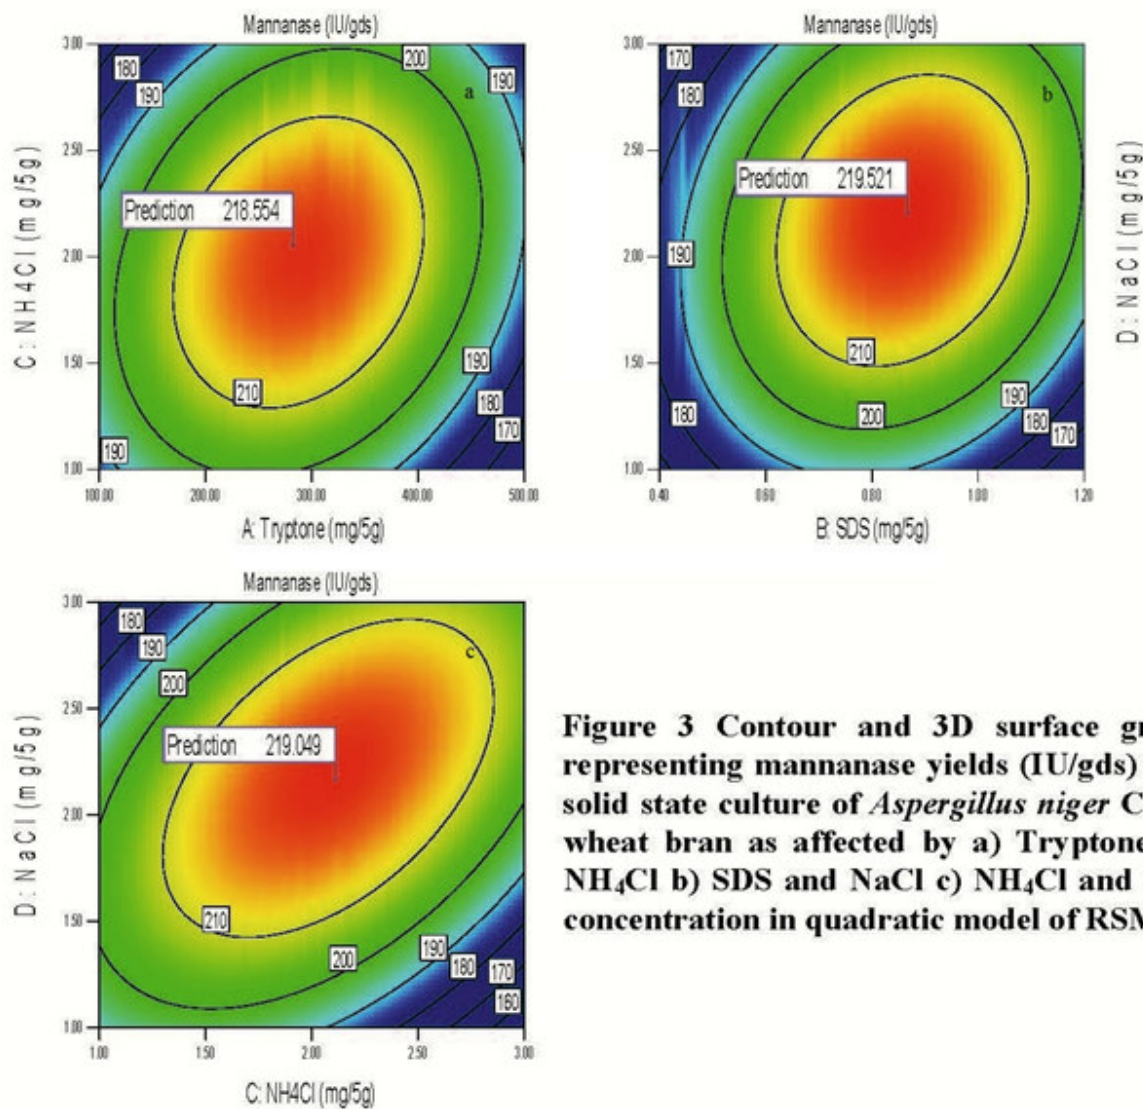 Mannanase (IU/gds)
3.00
2.50
2.00
1.50
1.00
C: NH4Cl (mg/5g)
180
190
200
190
a
Prediction 218.554
210
190
190
180
170
100.00 200.00 300.00 400.00 500.00
A: Tryptone (mg/5g)
Mannanase (IU/gds)
3.00
2.50
2.00
1.50
1.00
D: NaCl (mg/5g)
170
180
b
Prediction 219.521
190
210
180
200
190
180
170
0.40 0.60 0.80 1.00 1.20
B: SDS (mg/5g)
Mannanase (IU/gds)
3.00
2.50
2.00
1.50
1.00
D: NaCl (mg/5g)
180
190
200
c
Prediction 219.049
210
200
190
180
170
160
1.00 1.50 2.00 2.50 3.00
C: NH4Cl (mg/5g)
Figure 3 Contour and 3D surface gr
representing mannanase yields (IU/gds)
solid state culture of Aspergillus niger C
wheat bran as affected by a) Tryptone
NH₄Cl b) SDS and NaCl c) NH₄Cl and
concentration in quadratic model of RSM